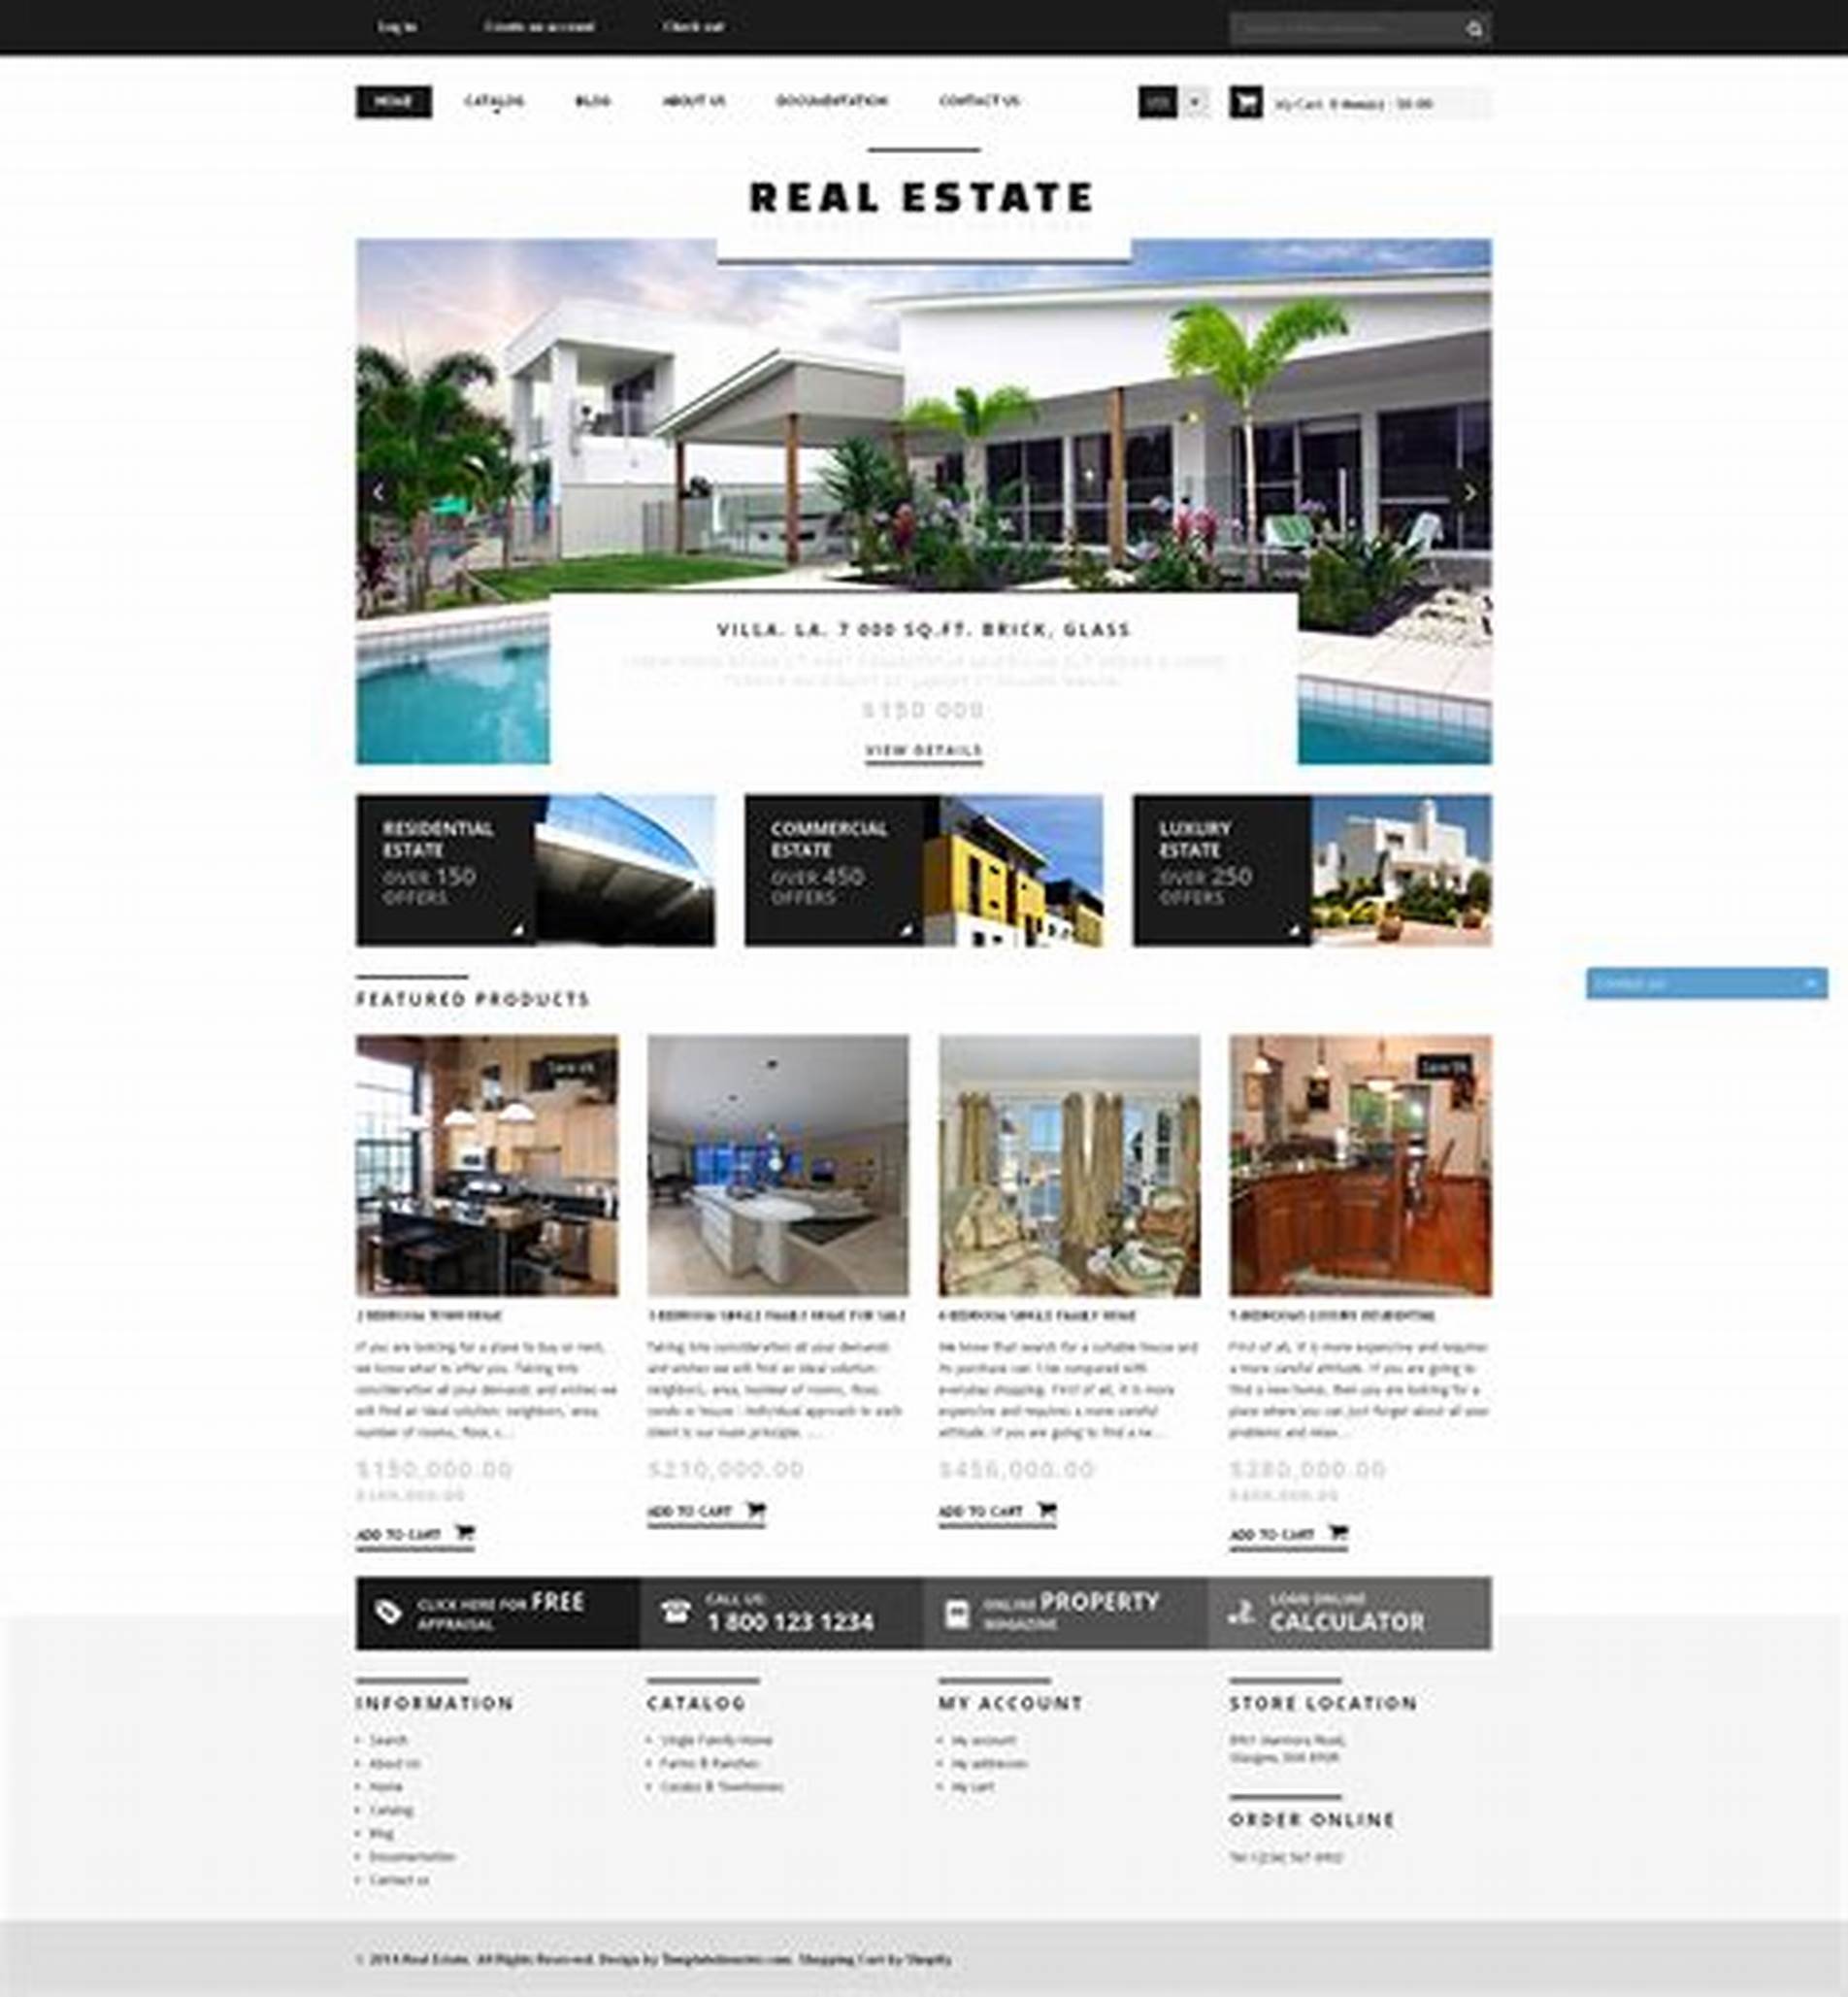 Log in
Create an account
Check out
HOME
CATALOG
BLOG
ABOUT US
DOCUMENTATION
CONTACT US
USD
My Cart: 0 item(s) - $0.00
REAL ESTATE
VILLA. LA. 7 000 SQ.FT. BRICK, GLASS
$150 000
VIEW DETAILS
RESIDENTIAL
ESTATE
OVER 150
OFFERS
COMMERCIAL
ESTATE
OVER 450
OFFERS
LUXURY
ESTATE
OVER 250
OFFERS
Contact us
FEATURED PRODUCTS
2 BEDROOM TOWN HOME
If you are looking for a place to buy or rent,
we know what to offer you. Taking into
consideration all your demands and wishes we
will find an ideal solution: neighbors, area,
number of rooms, floor, c...
$150,000.00
ADD TO CART
3 BEDROOM SINGLE FAMILY HOME FOR SALE
Taking into consideration all your demands
and wishes we will find an ideal solution:
neighbors, area, number of rooms, floor,
condo or house - individual approach to each
client is our main principle. ...
$210,000.00
ADD TO CART
4 BEDROOM SINGLE FAMILY HOME
We know that search for a suitable house and
its purchase can't be compared with
everyday shopping. First of all, it is more
expensive and requires a more careful
attitude. If you are going to find a ne...
$456,000.00
ADD TO CART
5 BEDROOMS LUXURY RESIDENTIAL
First of all, it is more expensive and requires
a more careful attitude. If you are going to
find a new home, then you are looking for a
place where you can just forget about all your
problems and relax...
$380,000.00
ADD TO CART
CLICK HERE FOR FREE
APPRAISAL
CALL US:
1 800 123 1234
ONLINE PROPERTY
MAGAZINE
LOAN ONLINE
CALCULATOR
INFORMATION
Search
About Us
Home
Catalog
Blog
Documentation
Contact us
CATALOG
Single Family Home
Farms & Ranches
Condos & Townhomes
MY ACCOUNT
My account
My addresses
My cart
STORE LOCATION
8901 Marmora Road,
Glasgow, D04 89GR
ORDER ONLINE
© 2014 Real Estate. All Rights Reserved. Design by Templatemonster.com. Shopping Cart by Shopify